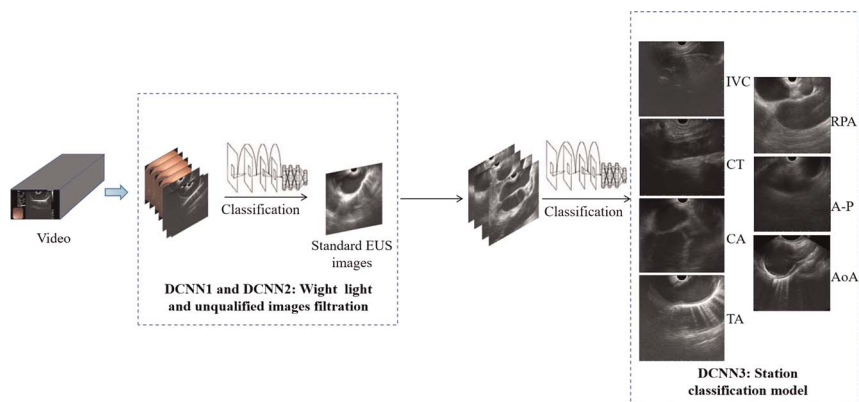 Video
Classification
Standard EUS
images
DCNN1 and DCNN2: Wight light
and unqualified images filtration
Classification
IVC
CT
CA
TA
RPA
A-P
AoA
DCNN3: Station
classification model